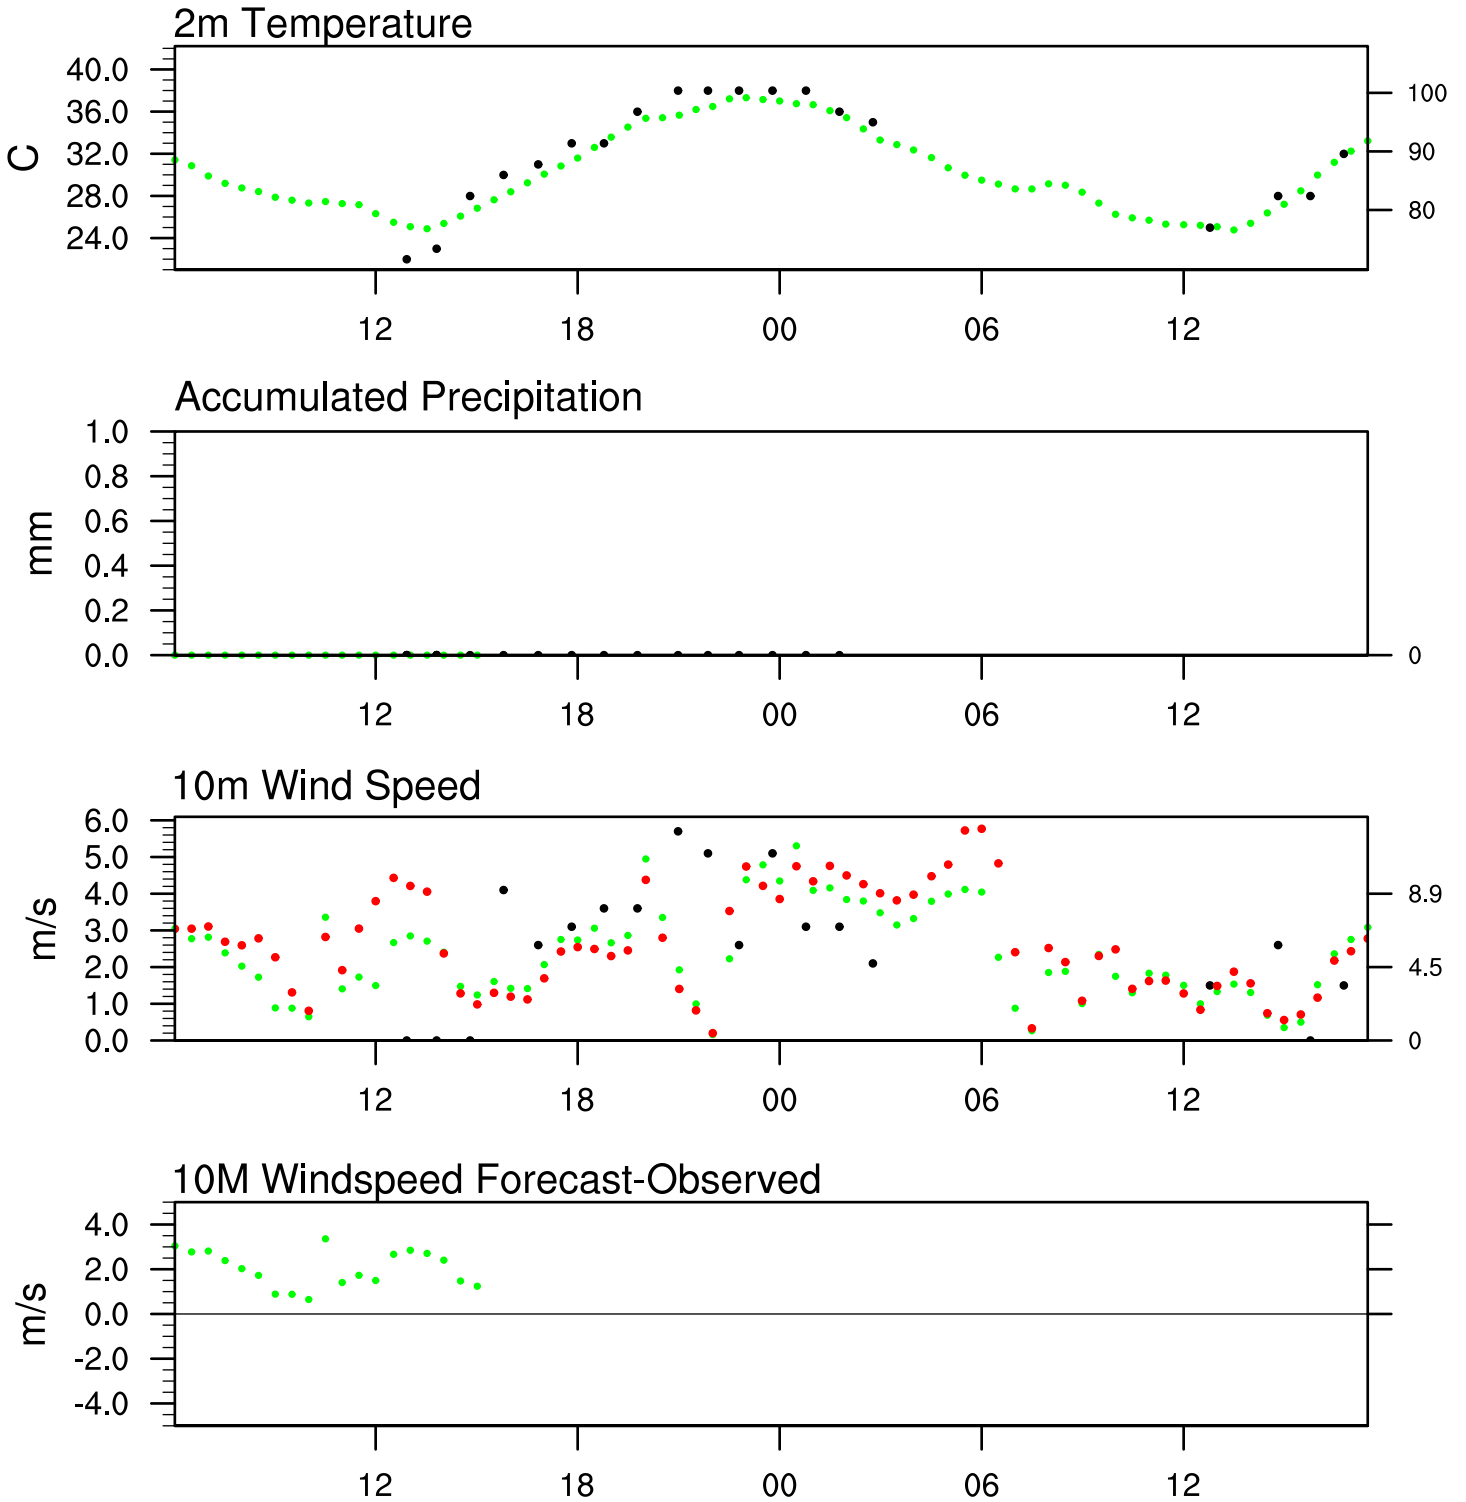 2m Temperature
40.0
36.0
32.0
28.0
24.0
C
100
90
80
12 18 00 06 12
Accumulated Precipitation
1.0
0.8
0.6
0.4
0.2
0.0
mm
0
12 18 00 06 12
10m Wind Speed
6.0
5.0
4.0
3.0
2.0
1.0
0.0
m/s
8.9
4.5
0
12 18 00 06 12
10M Windspeed Forecast-Observed
4.0
2.0
0.0
-2.0
-4.0
m/s
12 18 00 06 12